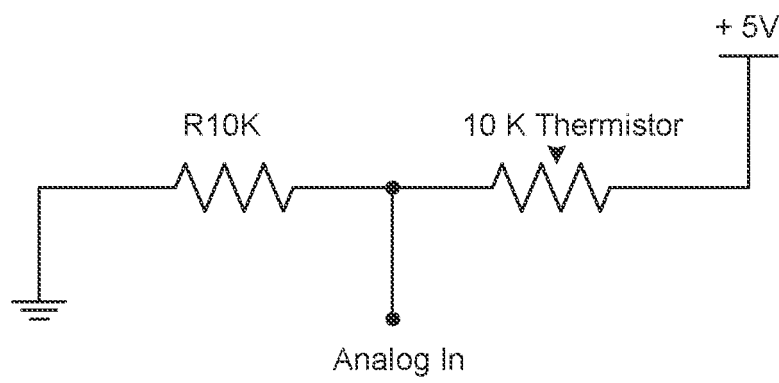 + 5V
R10K
10 K Thermistor
Analog In